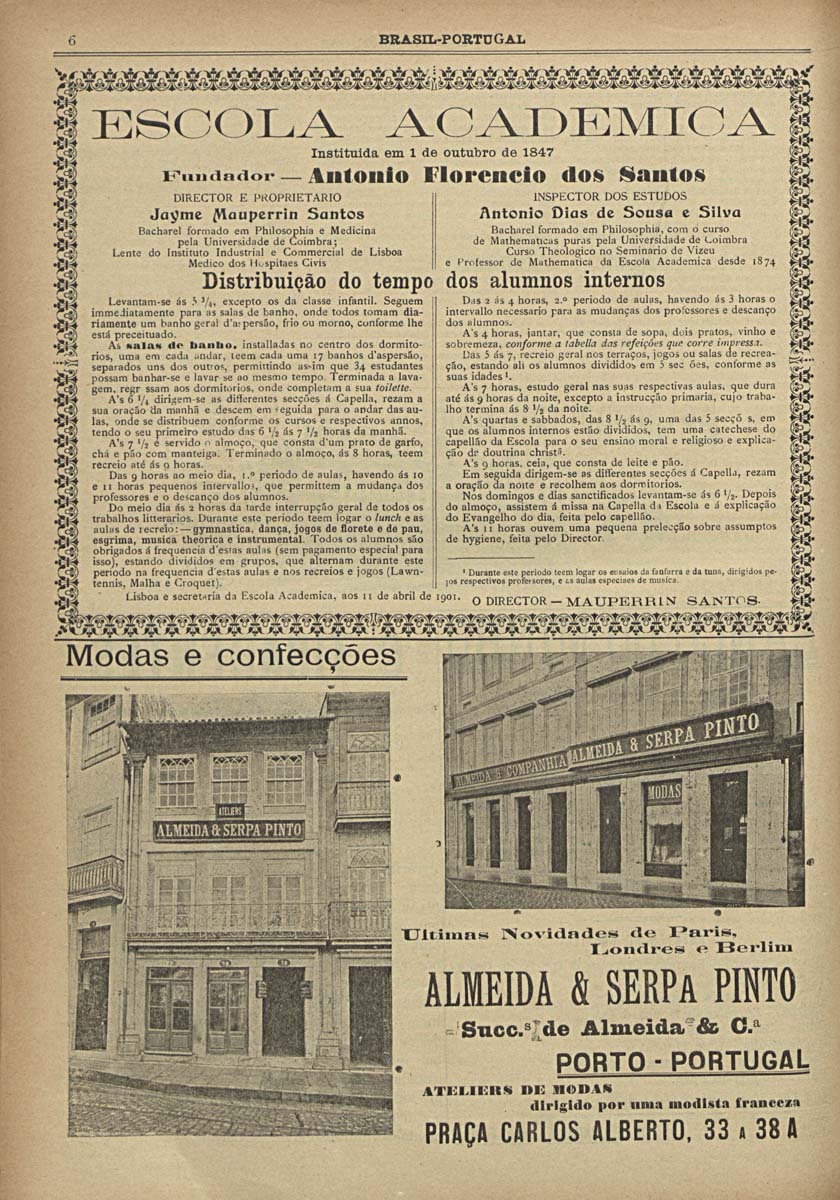 6
BRASIL-PORTUGAL
ESCOLA ACADEMICA
Instituida em 1 de outubro de 1847
Fundador — Antonio Florencio dos Santos
DIRECTOR E PROPRIETARIO
Jayme Mauperrin Santos
Bacharel formado em Philosophia e Medicina
pela Universidade de Coimbra;
Lente do Instituto Industrial e Commercial de Lisboa
Medico dos Hospitaes Civis
INSPECTOR DOS ESTUDOS
Antonio Dias de Sousa e Silva
Bacharel formado em Philosophia, com o curso
de Mathematicas puras pela Universidade de Coimbra
Curso Theologico no Seminario de Vizeu
e Professor de Mathematica da Escola Academica desde 1874
Distribuição do tempo dos alumnos internos
Levantam-se ás 5 3/4, excepto os da classe infantil. Seguem
immediatamente para as salas de banho, onde todos tomam dia-
riamente um banho geral d'aspersão, frio ou morno, conforme lhe
está preceituado.
As salas de banho, installadas no centro dos dormito-
rios, uma em cada andar, teem cada uma 17 banhos d'aspersão,
separados uns dos outros, permittindo assim que 34 estudantes
possam banhar-se e lavar se ao mesmo tempo. Terminada a lava-
gem, regressam aos dormitorios, onde completam a sua toilette.
A's 6 1/4 dirigem-se as differentes secções á Capella, rezam a
sua oração da manhã e descem em seguida para o andar das au-
las, onde se distribuem conforme os cursos e respectivos annos,
tendo o seu primeiro estudo das 6 1/2 ás 7 1/2 horas da manhã.
A's 7 1/2 é servido o almoço, que consta d'um prato de garfo,
chá e pão com manteiga. Terminado o almoço, ás 8 horas, teem
recreio até ás 9 horas.
Das 9 horas ao meio dia, 1.º periodo de aulas, havendo ás 10
e 11 horas pequenos intervallos, que permittem a mudança dos
professores e o descanço dos alumnos.
Do meio dia ás 2 horas da tarde interrupção geral de todos os
trabalhos litterarios. Durante este periodo teem logar o lunch e as
aulas de recreio: — gymnastica, dança, jogos de florete e de pau,
esgrima, musica theorica e instrumental. Todos os alumnos são
obrigados á frequencia d'estas aulas (sem pagamento especial para
isso), estando divididos em grupos, que alternam durante este
periodo na frequencia d'estas aulas e nos recreios e jogos (Lawn-
tennis, Malha e Croquet).
Das 2 ás 4 horas, 2.º periodo de aulas, havendo ás 3 horas o
intervallo necessario para as mudanças dos professores e descanço
dos alumnos.
A's 4 horas, jantar, que consta de sopa, dois pratos, vinho e
sobremeza, conforme a tabella das refeições que corre impressa.
Das 5 ás 7, recreio geral nos terraços, jogos ou salas de recrea-
ção, estando ali os alumnos divididos em 5 secções, conforme as
suas idades ¹.
A's 7 horas, estudo geral nas suas respectivas aulas, que dura
até ás 9 horas da noite, excepto a instrucção primaria, cujo traba-
lho termina ás 8 1/2 da noite.
A's quartas e sabbados, das 8 1/2 ás 9, uma das 5 secções, em
que os alumnos internos estão divididos, tem uma catechese do
capellão da Escola para o seu ensino moral e religioso e explica-
ção de doutrina christã.
A's 9 horas, ceia, que consta de leite e pão.
Em seguida dirigem-se as differentes secções á Capella, rezam
a oração da noite e recolhem aos dormitorios.
Nos domingos e dias sanctificados levantam-se ás 6 1/2. Depois
do almoço, assistem á missa na Capella da Escola e á explicação
do Evangelho do dia, feita pelo capellão.
A's 11 horas ouvem uma pequena prelecção sobre assumptos
de hygiene, feita pelo Director.
¹ Durante este periodo teem logar os ensaios da fanfarra e da tuna, dirigidos pe-
los respectivos professores, e as aulas especiaes de musica.
Lisboa e secretaria da Escola Academica, aos 11 de abril de 1901.
O DIRECTOR — MAUPERRIN SANTOS.
Modas e confecções
ATELIERS
ALMEIDA & SERPA PINTO
ALMEIDA & COMPANHIA
ALMEIDA & SERPA PINTO
MODAS
Ultimas Novidades de Paris,
Londres e Berlim
ALMEIDA & SERPA PINTO
Succ.ˢ de Almeida & C.ª
PORTO - PORTUGAL
ATELIERS DE MODAS
dirigido por uma modista franceza
PRAÇA CARLOS ALBERTO, 33 A 38 A